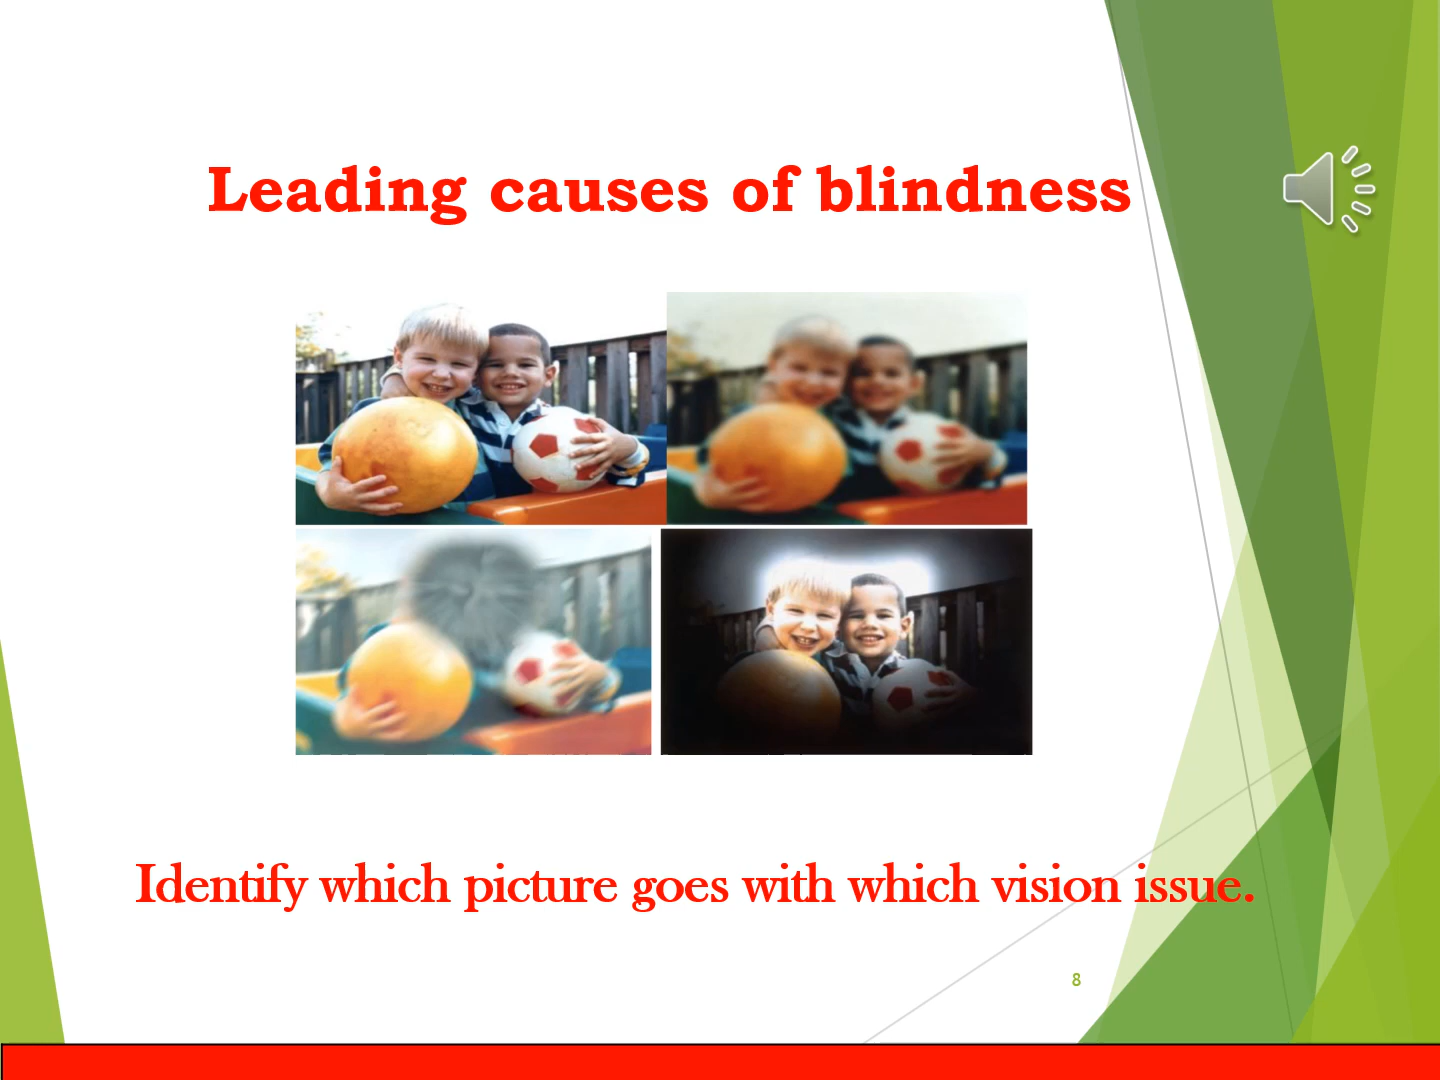 Leading causes of blindness
Identify which picture goes with which vision issue.
8